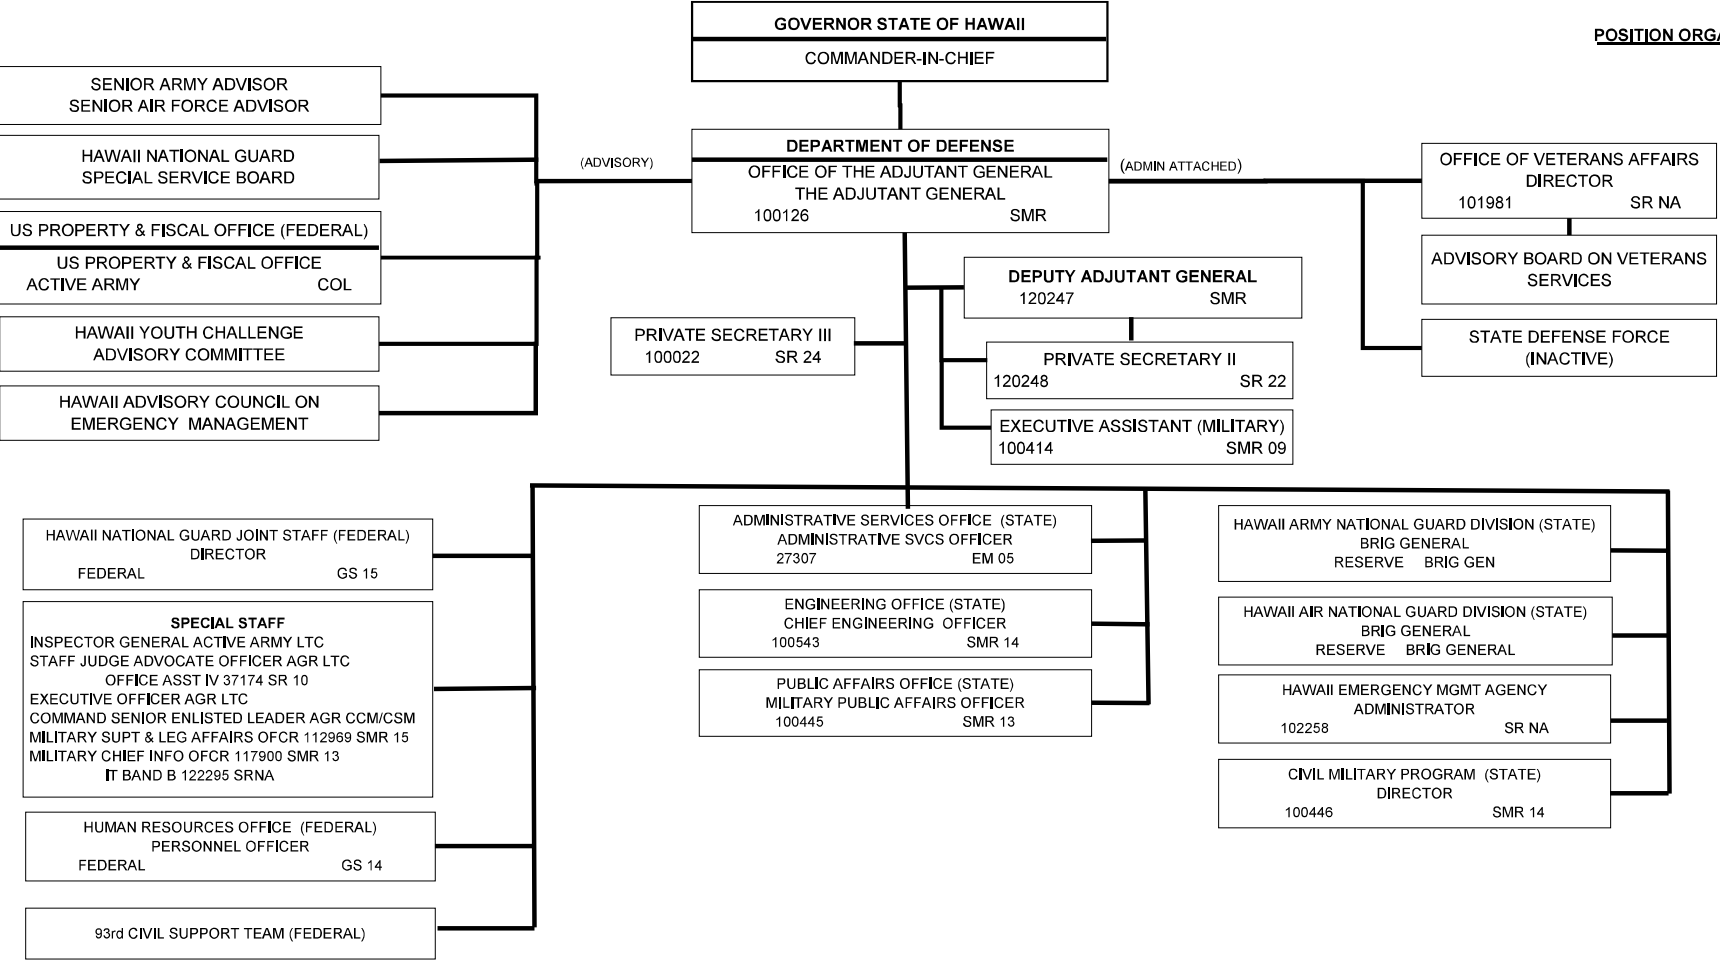 GOVERNOR STATE OF HAWAII
COMMANDER-IN-CHIEF
POSITION ORGA
SENIOR ARMY ADVISOR
SENIOR AIR FORCE ADVISOR
HAWAII NATIONAL GUARD
SPECIAL SERVICE BOARD
US PROPERTY & FISCAL OFFICE (FEDERAL)
US PROPERTY & FISCAL OFFICE
ACTIVE ARMY COL
HAWAII YOUTH CHALLENGE
ADVISORY COMMITTEE
HAWAII ADVISORY COUNCIL ON
EMERGENCY MANAGEMENT
(ADVISORY)
DEPARTMENT OF DEFENSE
OFFICE OF THE ADJUTANT GENERAL
THE ADJUTANT GENERAL
100126 SMR
(ADMIN ATTACHED)
OFFICE OF VETERANS AFFAIRS
DIRECTOR
101981 SR NA
ADVISORY BOARD ON VETERANS
SERVICES
STATE DEFENSE FORCE
(INACTIVE)
DEPUTY ADJUTANT GENERAL
120247 SMR
PRIVATE SECRETARY III
100022 SR 24
PRIVATE SECRETARY II
120248 SR 22
EXECUTIVE ASSISTANT (MILITARY)
100414 SMR 09
HAWAII NATIONAL GUARD JOINT STAFF (FEDERAL)
DIRECTOR
FEDERAL GS 15
SPECIAL STAFF
INSPECTOR GENERAL ACTIVE ARMY LTC
STAFF JUDGE ADVOCATE OFFICER AGR LTC
OFFICE ASST IV 37174 SR 10
EXECUTIVE OFFICER AGR LTC
COMMAND SENIOR ENLISTED LEADER AGR CCM/CSM
MILITARY SUPT & LEG AFFAIRS OFCR 112969 SMR 15
MILITARY CHIEF INFO OFCR 117900 SMR 13
IT BAND B 122295 SRNA
HUMAN RESOURCES OFFICE (FEDERAL)
PERSONNEL OFFICER
FEDERAL GS 14
93rd CIVIL SUPPORT TEAM (FEDERAL)
ADMINISTRATIVE SERVICES OFFICE (STATE)
ADMINISTRATIVE SVCS OFFICER
27307 EM 05
ENGINEERING OFFICE (STATE)
CHIEF ENGINEERING OFFICER
100543 SMR 14
PUBLIC AFFAIRS OFFICE (STATE)
MILITARY PUBLIC AFFAIRS OFFICER
100445 SMR 13
HAWAII ARMY NATIONAL GUARD DIVISION (STATE)
BRIG GENERAL
RESERVE BRIG GEN
HAWAII AIR NATIONAL GUARD DIVISION (STATE)
BRIG GENERAL
RESERVE BRIG GENERAL
HAWAII EMERGENCY MGMT AGENCY
ADMINISTRATOR
102258 SR NA
CIVIL MILITARY PROGRAM (STATE)
DIRECTOR
100446 SMR 14